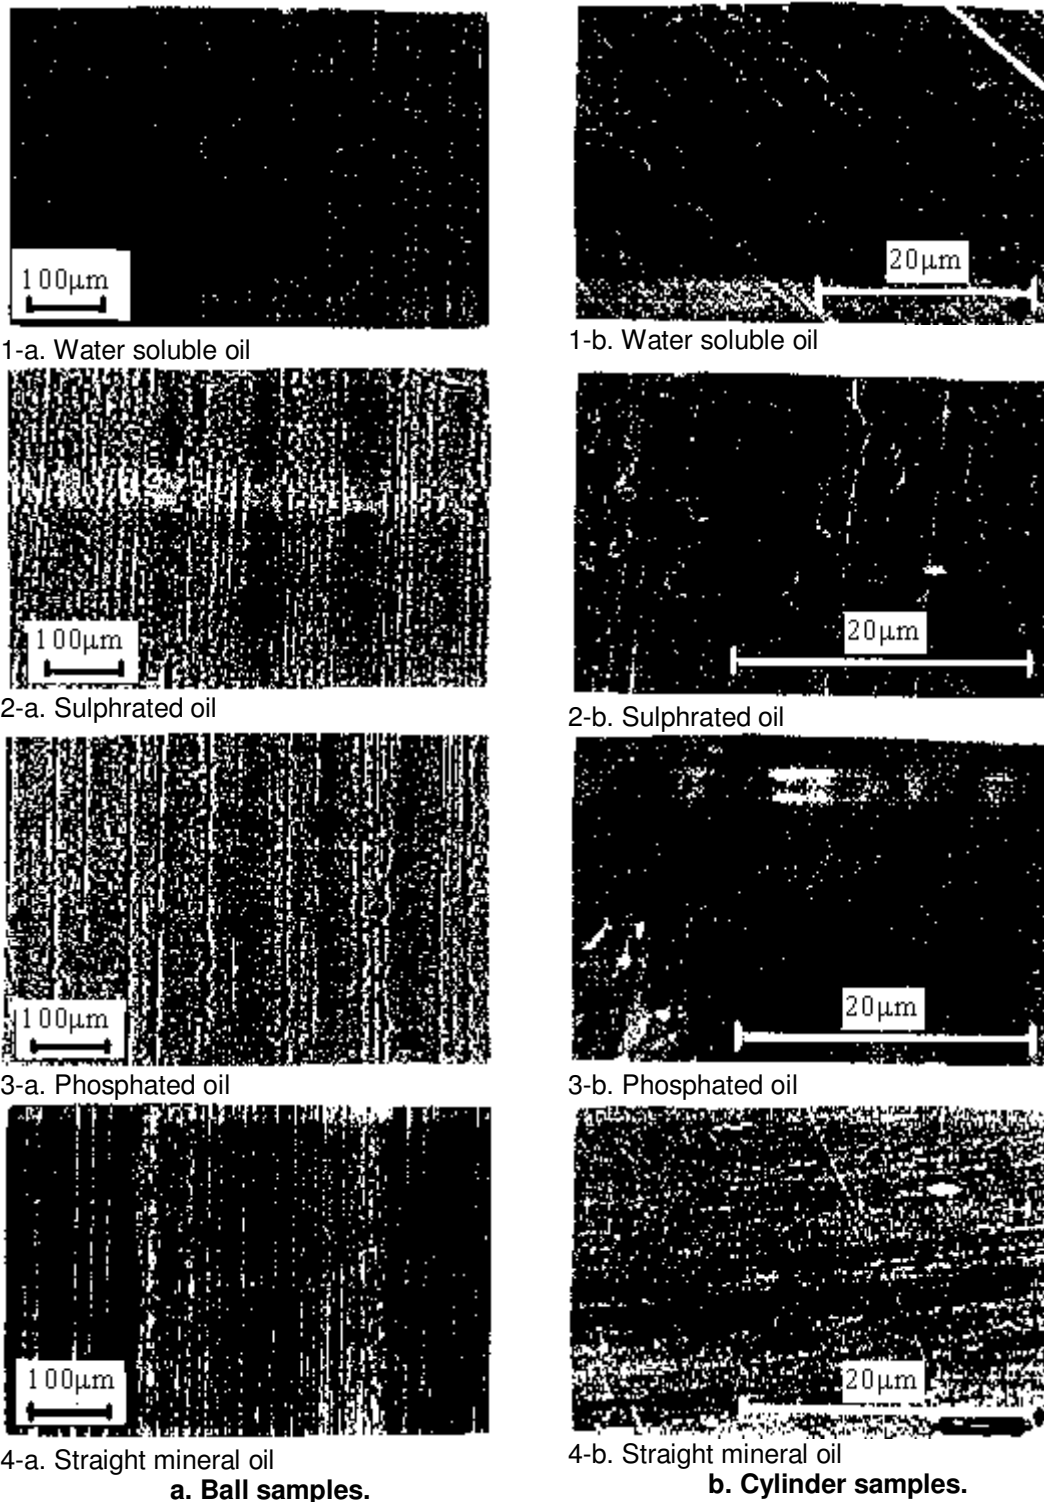 100μm
20μm
1-a. Water soluble oil
1-b. Water soluble oil
100μm
20μm
2-a. Sulphrated oil
2-b. Sulphrated oil
100μm
20μm
3-a. Phosphated oil
3-b. Phosphated oil
100μm
20μm
4-a. Straight mineral oil
4-b. Straight mineral oil
a. Ball samples.
b. Cylinder samples.